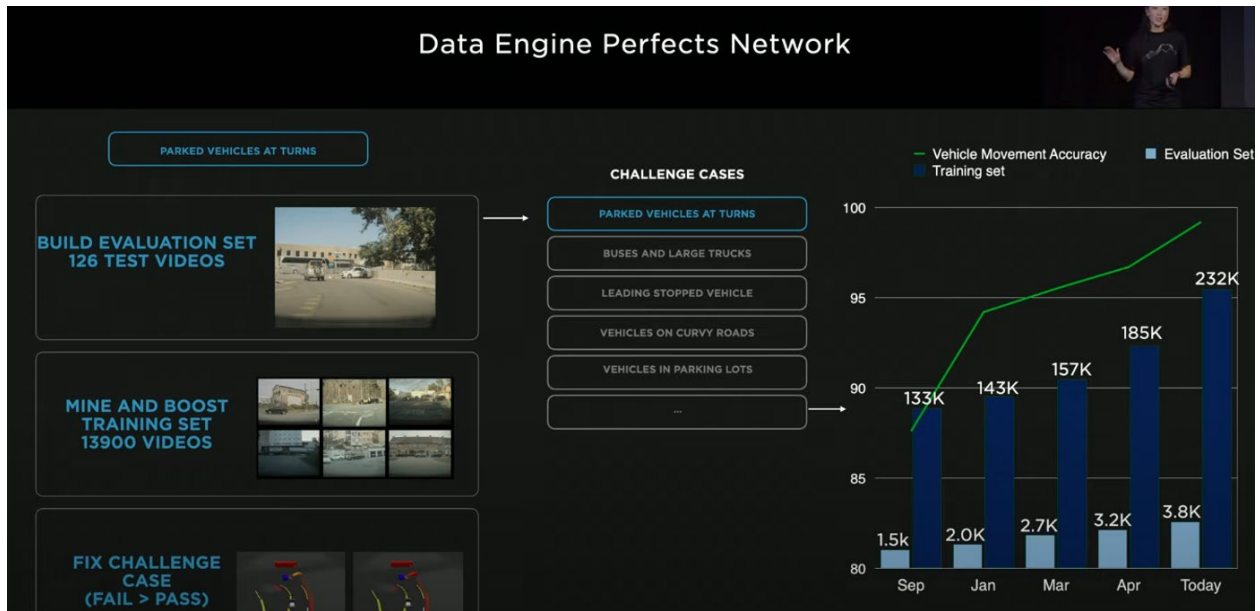 Data Engine Perfects Network
PARKED VEHICLES AT TURNS
BUILD EVALUATION SET
126 TEST VIDEOS
MINE AND BOOST
TRAINING SET
13900 VIDEOS
FIX CHALLENGE
CASE
(FAIL > PASS)
CHALLENGE CASES
PARKED VEHICLES AT TURNS
BUSES AND LARGE TRUCKS
LEADING STOPPED VEHICLE
VEHICLES ON CURVY ROADS
VEHICLES IN PARKING LOTS
...
Vehicle Movement Accuracy
Evaluation Set
Training set
100
95
90
85
80
133K
143K
157K
185K
232K
1.5k
2.0K
2.7K
3.2K
3.8K
Sep
Jan
Mar
Apr
Today